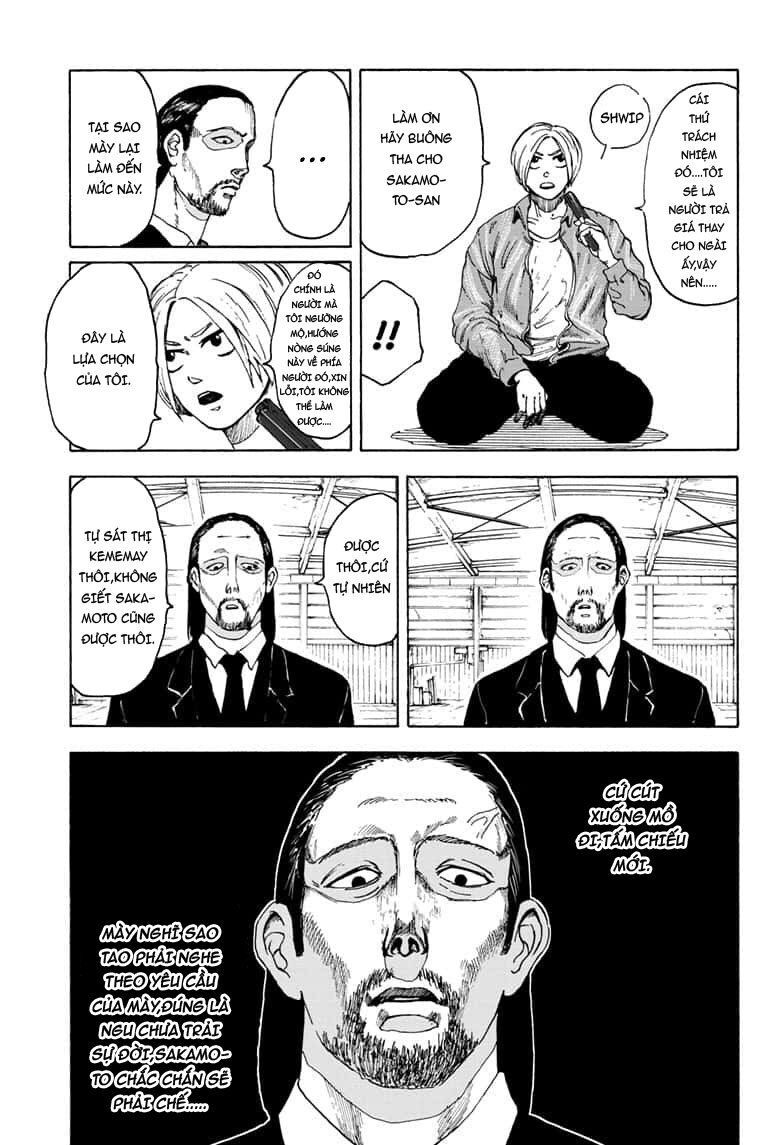 CÁI
THỨ
TRÁCH
NHIỆM
ĐÓ....TÔI
SẼ LÀ
NGƯỜI TRẢ
GIÁ THAY
CHO NGÀI
ẤY,VẬY
NÊN.....
SHWIP
LÀM ƠN
HÃY BUÔNG
THA CHO
SAKAMO-
TO-SAN
!!
...
TẠI SAO
MÀY LẠI
LÀM ĐẾN
MỨC NÀY.
ĐÓ
CHÍNH LÀ
NGƯỜI MÀ
TÔI NGƯỠNG
MỘ,HƯỚNG
NÒNG SÚNG
NÀY VỀ PHÍA
NGƯỜI ĐÓ,XIN
LỖI,TÔI KHÔNG
THỂ LÀM
ĐƯỢC....
ĐÂY LÀ
LỰA CHỌN
CỦA TÔI.
ĐƯỢC
THÔI,CỨ
TỰ NHIÊN
TỰ SÁT THỊ
KEMEMAY
THÔI,KHÔNG
GIẾT SAKA-
MOTO CŨNG
ĐƯỢC THÔI.
CỨ CÚT
XUỐNG MỒ
ĐI,TẤM CHIẾU
MỚI.
MÀY NGHĨ SAO
TAO PHẢI NGHE
THEO YÊU CẦU
CỦA MÀY,ĐÚNG LÀ
NGU CHƯA TRẢI
SỰ ĐỜI,SAKAMO-
TO CHẮC CHẮN SẼ
PHẢI CHẾ.....